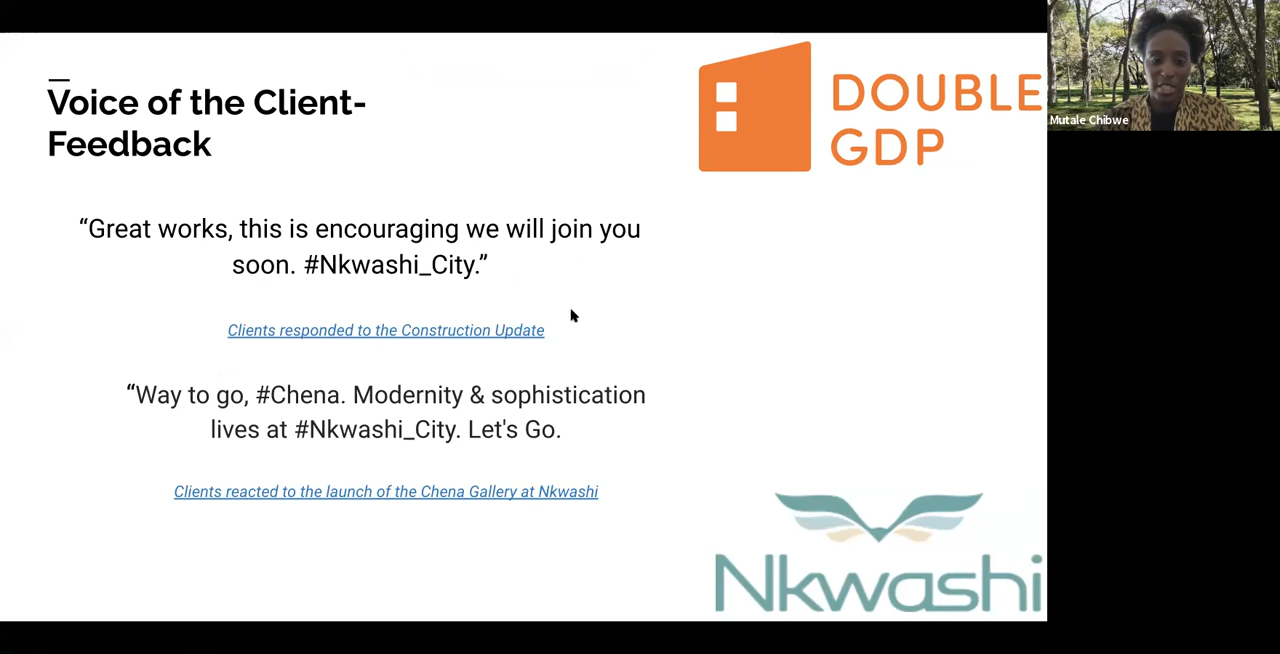 Voice of the Client-
Feedback
DOUBLE
GDP
Mutale Chibwe
“Great works, this is encouraging we will join you
soon. #Nkwashi_City.”
Clients responded to the Construction Update
“Way to go, #Chena. Modernity & sophistication
lives at #Nkwashi_City. Let's Go.
Clients reacted to the launch of the Chena Gallery at Nkwashi
Nkwashi